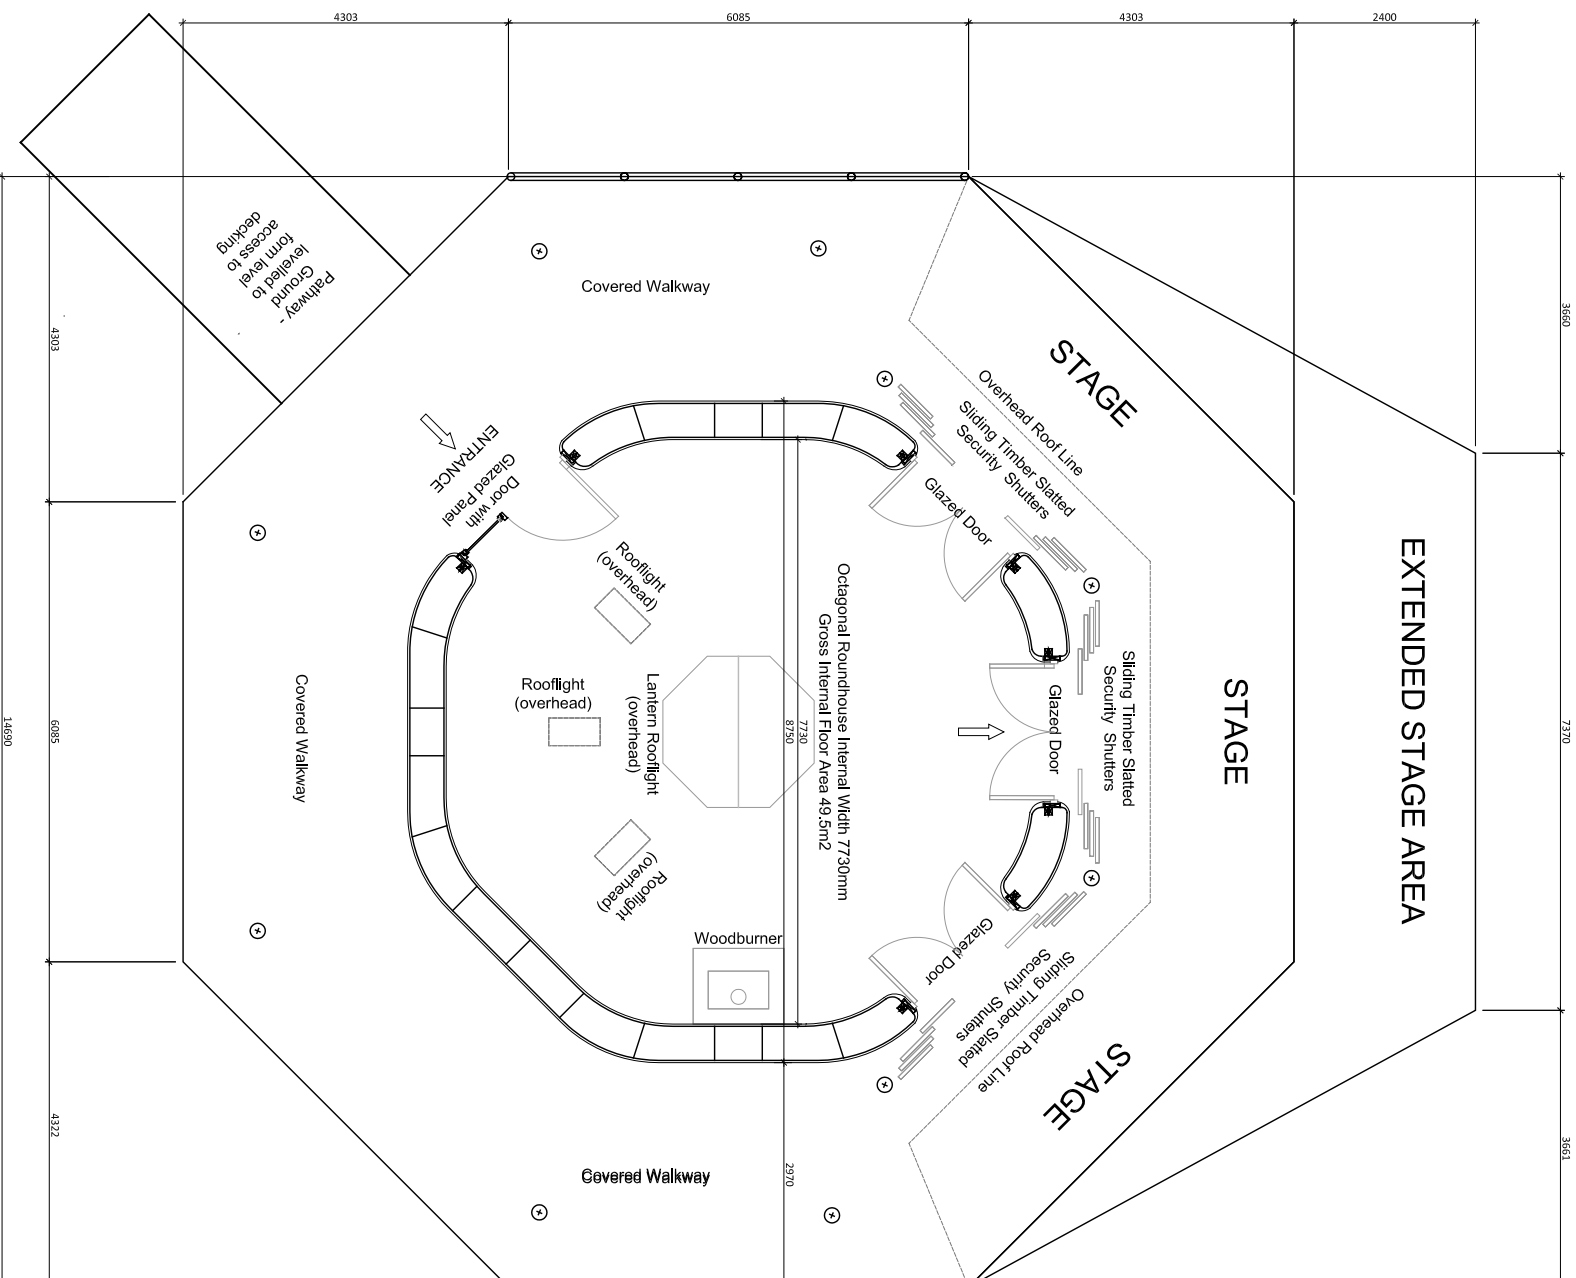 4303
6085
4303
2400
Pathway -
Ground
levelled to
form level
access to
decking
Covered Walkway
STAGE
Overhead Roof Line
Sliding Timber Slatted
Security Shutters
Glazed Door
ENTRANCE
Door with
Glazed Panel
Rooflight
(overhead)
Rooflight
(overhead)
Lantern Rooflight
(overhead)
Rooflight
(overhead)
Octagonal Roundhouse Internal Width 7730mm
Gross Internal Floor Area 49.5m2
7730
8750
Glazed Door
Sliding Timber Slatted
Security Shutters
STAGE
EXTENDED STAGE AREA
Covered Walkway
Woodburner
Glazed Door
Sliding Timber Slatted
Security Shutters
Overhead Roof Line
STAGE
Covered Walkway
Covered Walkway
2970
4303
6085
4322
14690
3660
7370
3661